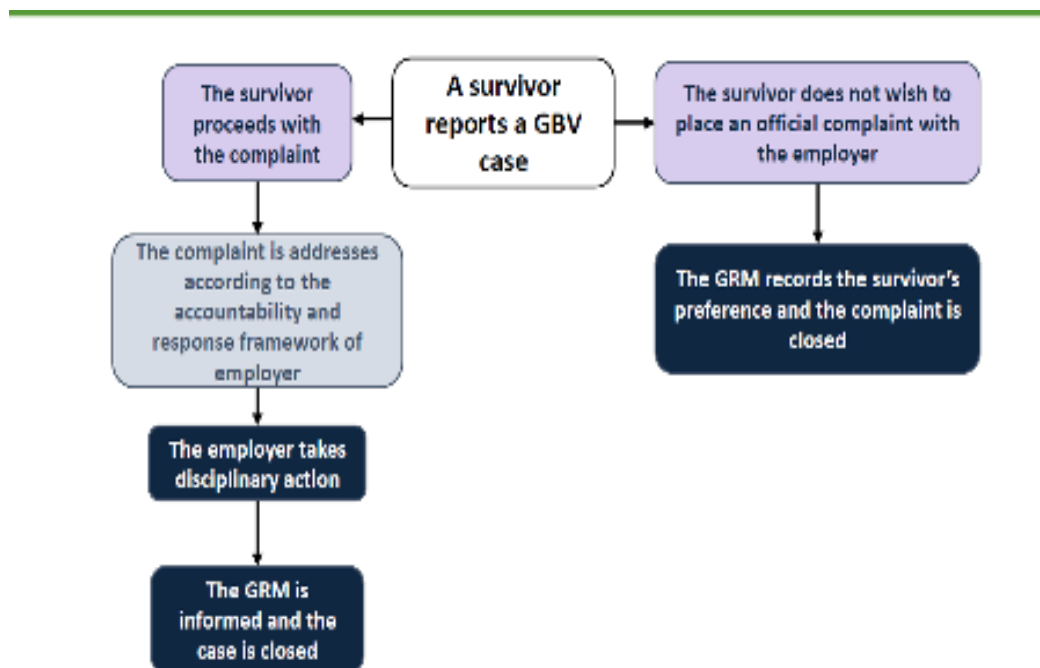 A survivor
reports a GBV
case
The survivor
proceeds with
the complaint
The survivor does not wish to
place an official complaint with
the employer
The complaint is addresses
according to the
accountability and
response framework of
employer
The GRM records the survivor's
preference and the complaint is
closed
The employer takes
disciplinary action
The GRM is
informed and the
case is closed